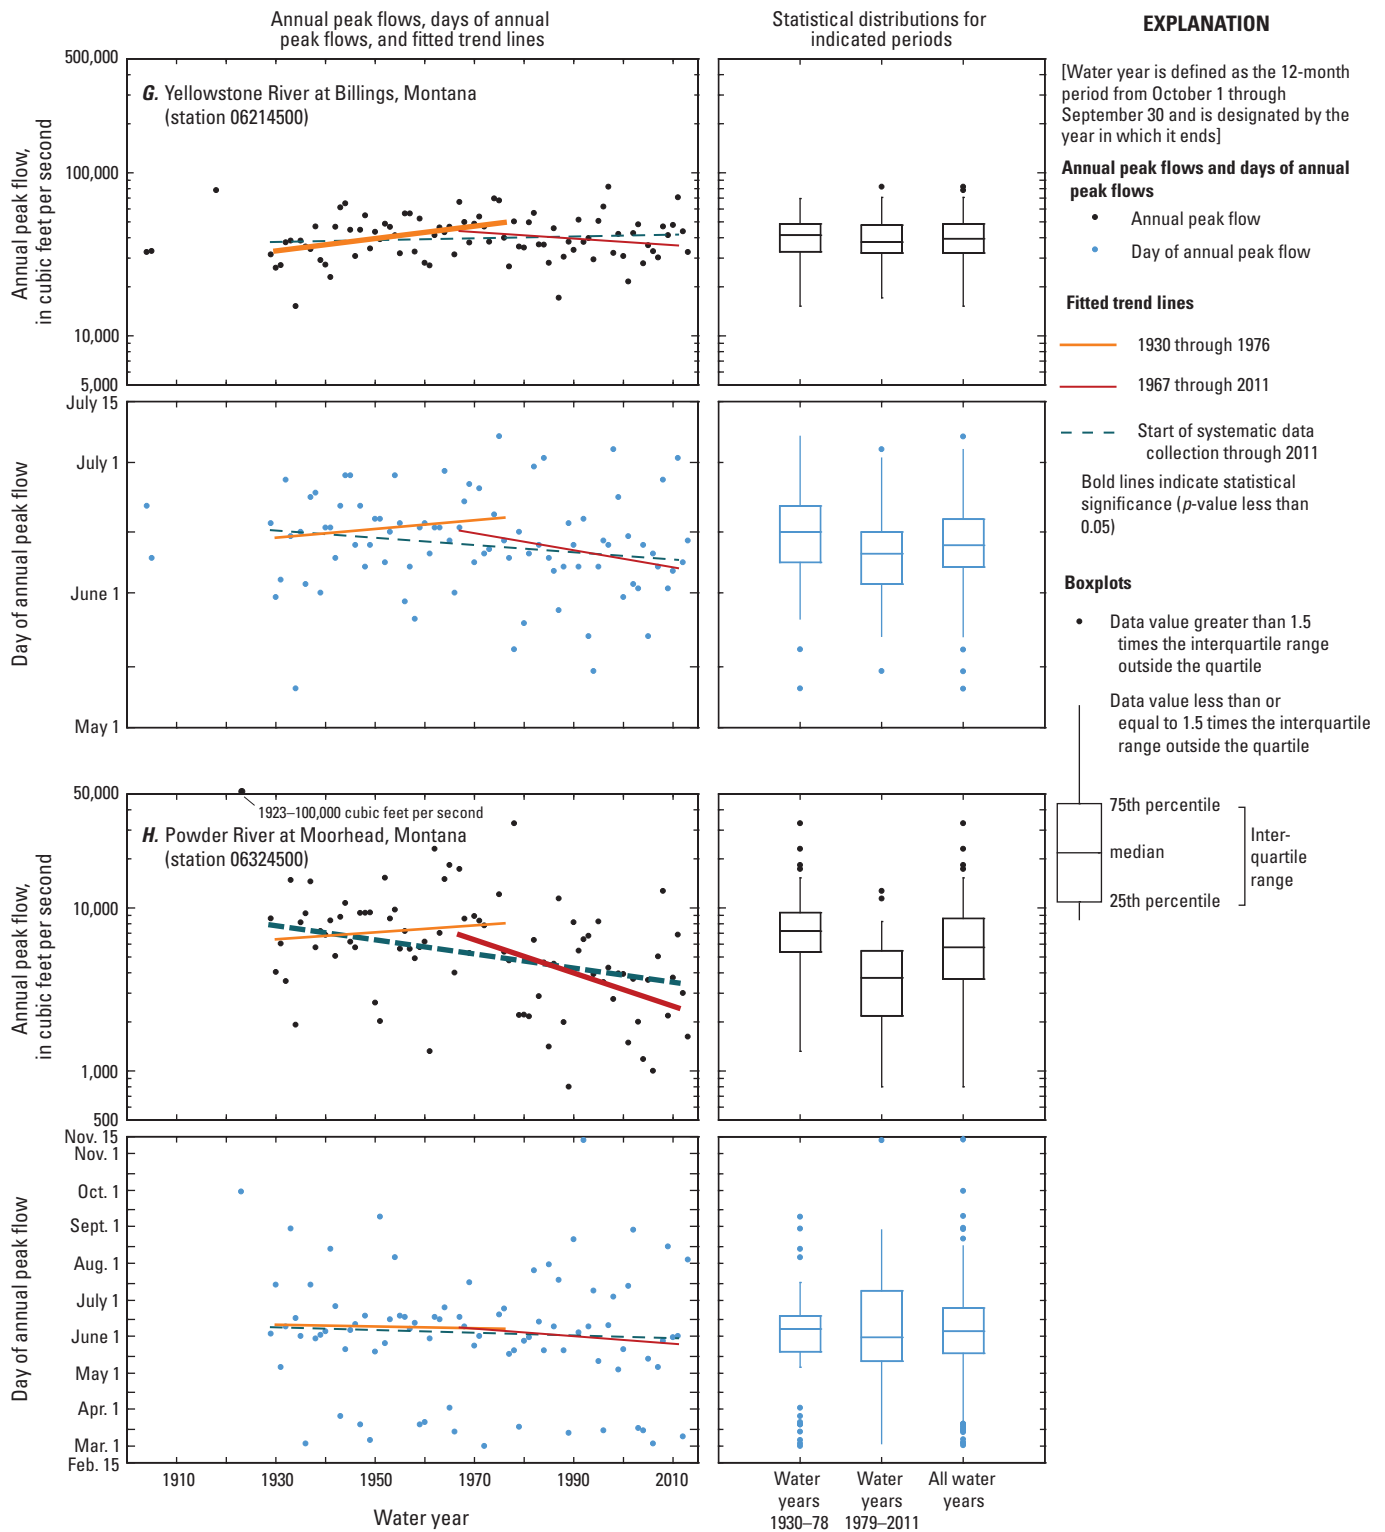 Annual peak flows, days of annual
peak flows, and fitted trend lines
Statistical distributions for
indicated periods
EXPLANATION
[Water year is defined as the 12-month
period from October 1 through
September 30 and is designated by the
year in which it ends]
Annual peak flows and days of annual
peak flows
Annual peak flow
Day of annual peak flow
Fitted trend lines
1930 through 1976
1967 through 2011
Start of systematic data
collection through 2011
Bold lines indicate statistical
significance (p-value less than
0.05)
Boxplots
Data value greater than 1.5
times the interquartile range
outside the quartile
Data value less than or
equal to 1.5 times the interquartile
range outside the quartile
75th percentile
median
25th percentile
Inter-
quartile
range
G. Yellowstone River at Billings, Montana
(station 06214500)
Annual peak flow,
in cubic feet per second
500,000
100,000
10,000
5,000
Day of annual peak flow
July 15
July 1
June 1
May 1
H. Powder River at Moorhead, Montana
(station 06324500)
1923–100,000 cubic feet per second
Annual peak flow,
in cubic feet per second
50,000
10,000
1,000
500
Day of annual peak flow
Nov. 15
Nov. 1
Oct. 1
Sept. 1
Aug. 1
July 1
June 1
May 1
Apr. 1
Mar. 1
Feb. 15
1910 1930 1950 1970 1990 2010
Water year
Water
years
1930–78
Water
years
1979–2011
All water
years